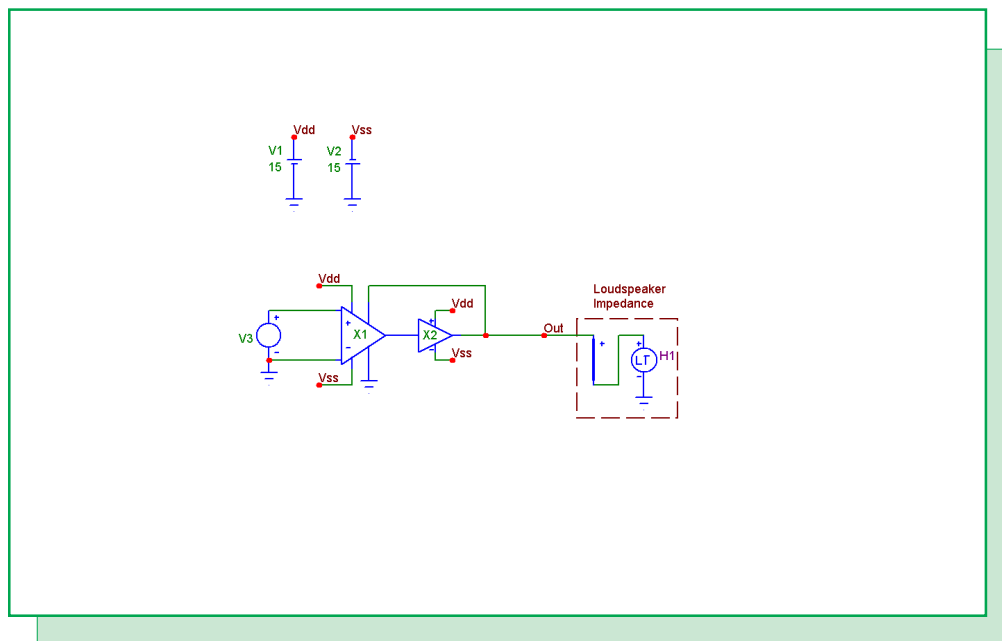 Vdd Vss
V1 V2
15 15
Vdd
Loudspeaker
Impedance
Vdd
V3 + + X1 + X2 Out + + LT H1
- - - -
Vss
Vss